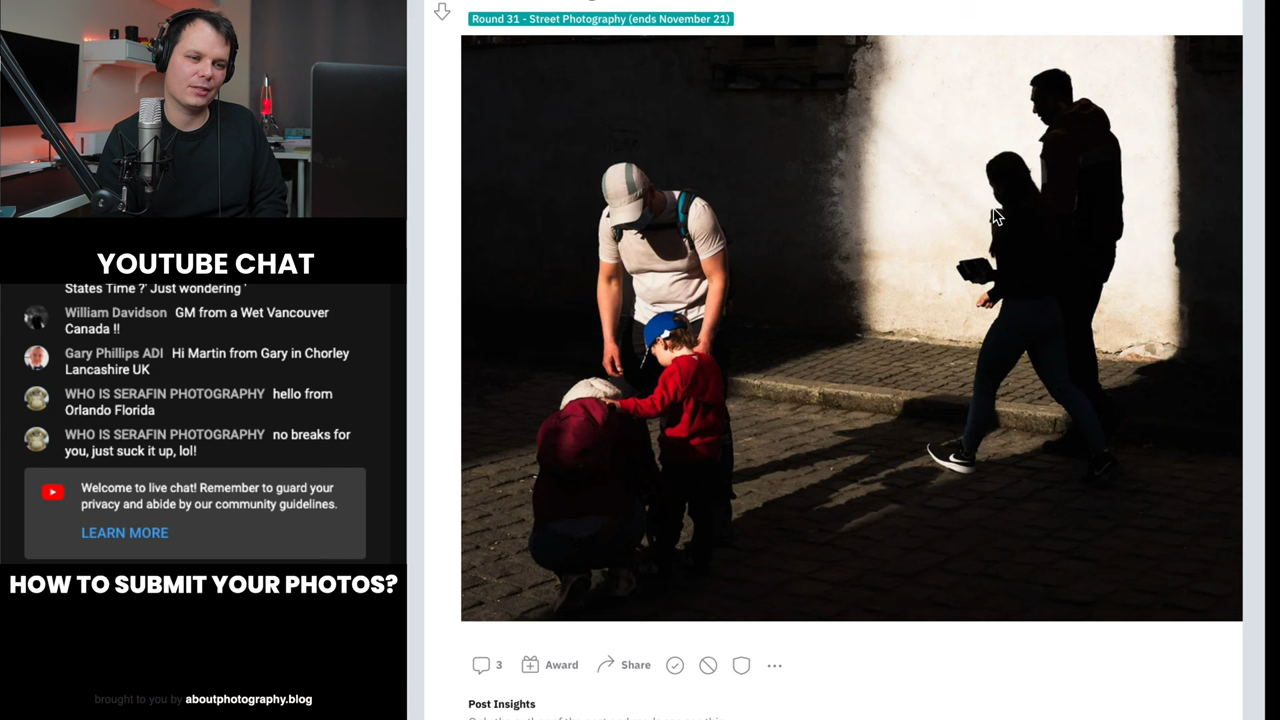 Round 31 - Street Photography (ends November 21)
YOUTUBE CHAT
States Time ?' Just wondering '
William Davidson GM from a Wet Vancouver
Canada !!
Gary Phillips ADI Hi Martin from Gary in Chorley
Lancashire UK
WHO IS SERAFIN PHOTOGRAPHY hello from
Orlando Florida
WHO IS SERAFIN PHOTOGRAPHY no breaks for
you, just suck it up, lol!
Welcome to live chat! Remember to guard your
privacy and abide by our community guidelines.
LEARN MORE
HOW TO SUBMIT YOUR PHOTOS?
brought to you by aboutphotography.blog
3 Award Share
Post Insights